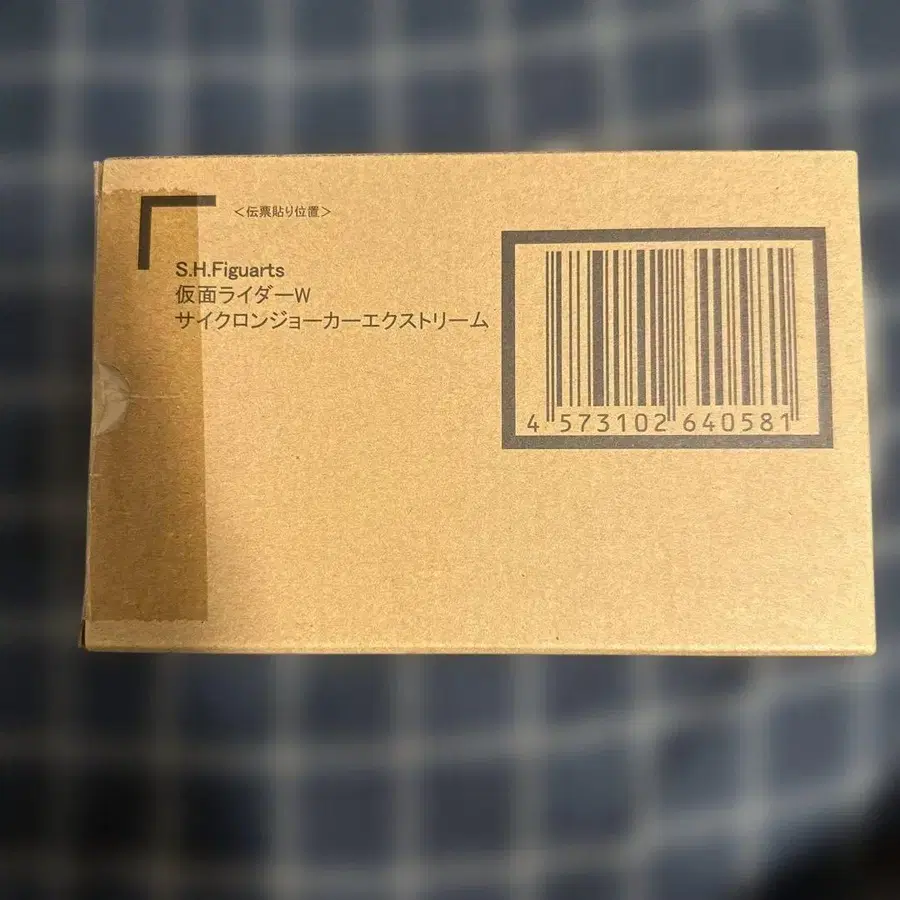 <伝票貼り位置>
S.H.Figuarts
仮面ライダーW
サイクロンジョーカーエクストリーム
4 573102 640581